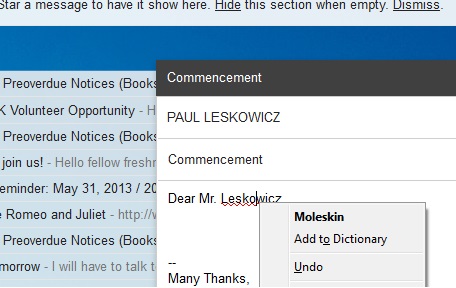 Star a message to have it show here. Hide this section when empty. Dismiss.
Commencement
Preoverdue Notices (Books
PAUL LESKOWICZ
K Volunteer Opportunity - H
Preoverdue Notices (Books
Commencement
join us! - Hello fellow freshn
eminder: May 31, 2013 / 20
Dear Mr. Leskowicz
e Romeo and Juliet - http://w
Moleskin
Preoverdue Notices (Books
Add to Dictionary
morrow - I will have to talk t
--
Undo
Many Thanks,